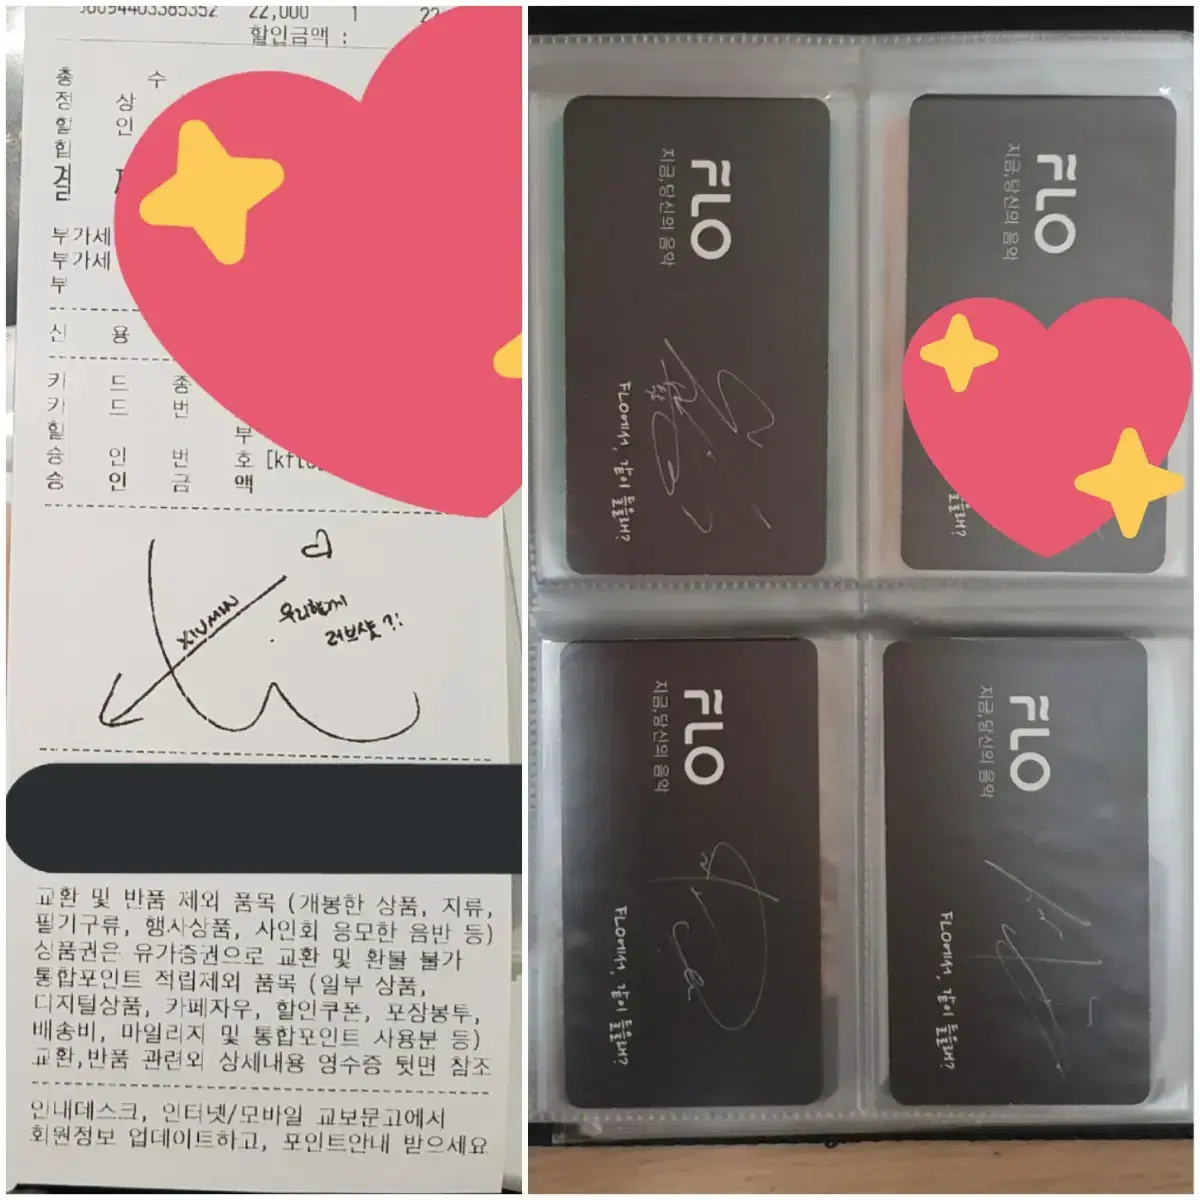 9809440338535​2 22,000 1 22
할인금액 :
총 수
정 상
할 인
합
결
부가세
부가세
부
신 용
카 드 종
카 드 번
할 부
승 인 번 호 [kftc
승 인 금 액
XIUMIN
우리함께
러브샷?!
교환 및 반품 제외 품목 (개봉한 상품, 지류,
필기구류, 행사상품, 사인회 응모한 음반 등)
상품권은 유가증권으로 교환 및 환불 불가
통합포인트 적립제외 품목 (일부 상품,
디지털상품, 카페자우, 할인쿠폰, 포장봉투,
배송비, 마일리지 및 통합포인트 사용분 등)
교환,반품 관련외 상세내용 영수증 뒷면 참조
안내데스크, 인터넷/모바일 교보문고에서
회원정보 업데이트하고, 포인트안내 받으세요
FLO
지금,당신의 음악
FLO에서, 같이 들을래?
FLO
지금,당신의 음악
들을래?
FLO
지금,당신의 음악
FLO에서, 같이 들을래?
FLO
지금,당신의 음악
FLO에서, 같이 들을래?